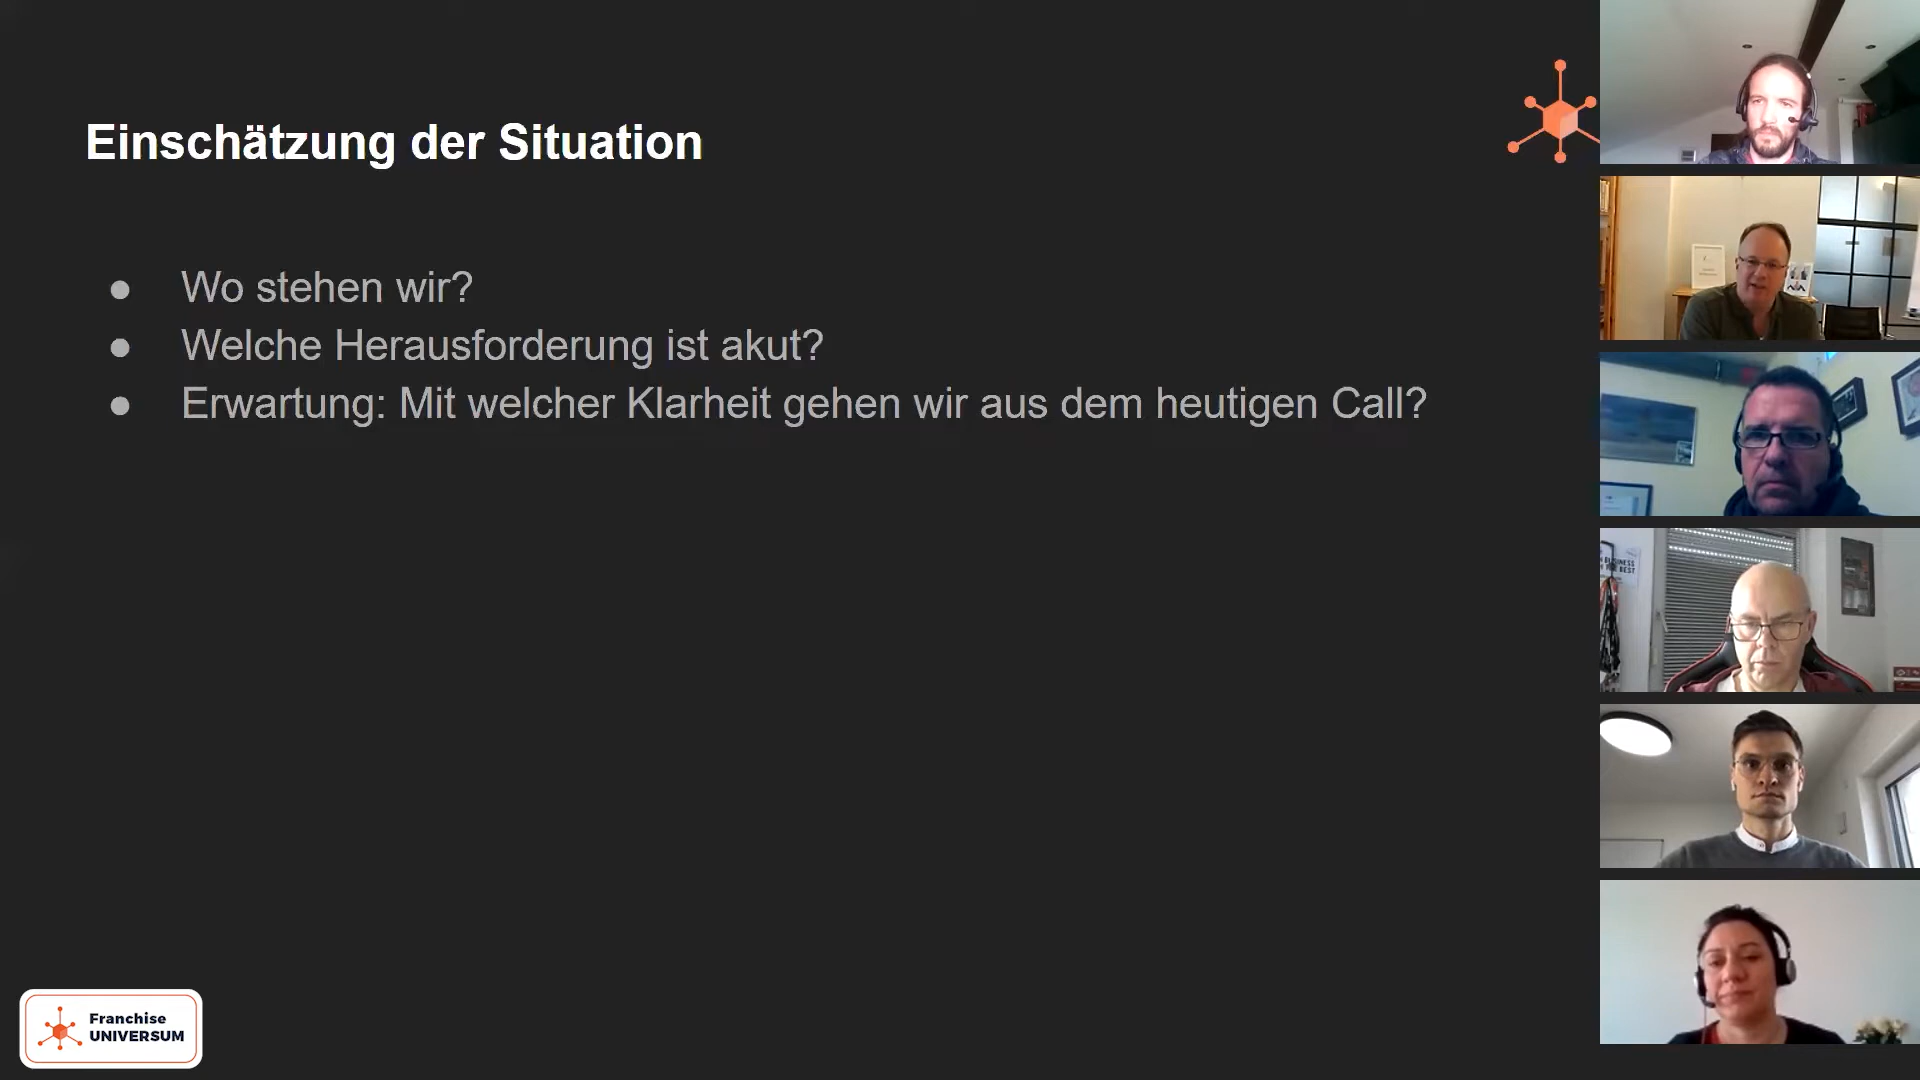 Einschätzung der Situation
● Wo stehen wir?
● Welche Herausforderung ist akut?
● Erwartung: Mit welcher Klarheit gehen wir aus dem heutigen Call?
Franchise
UNIVERSUM